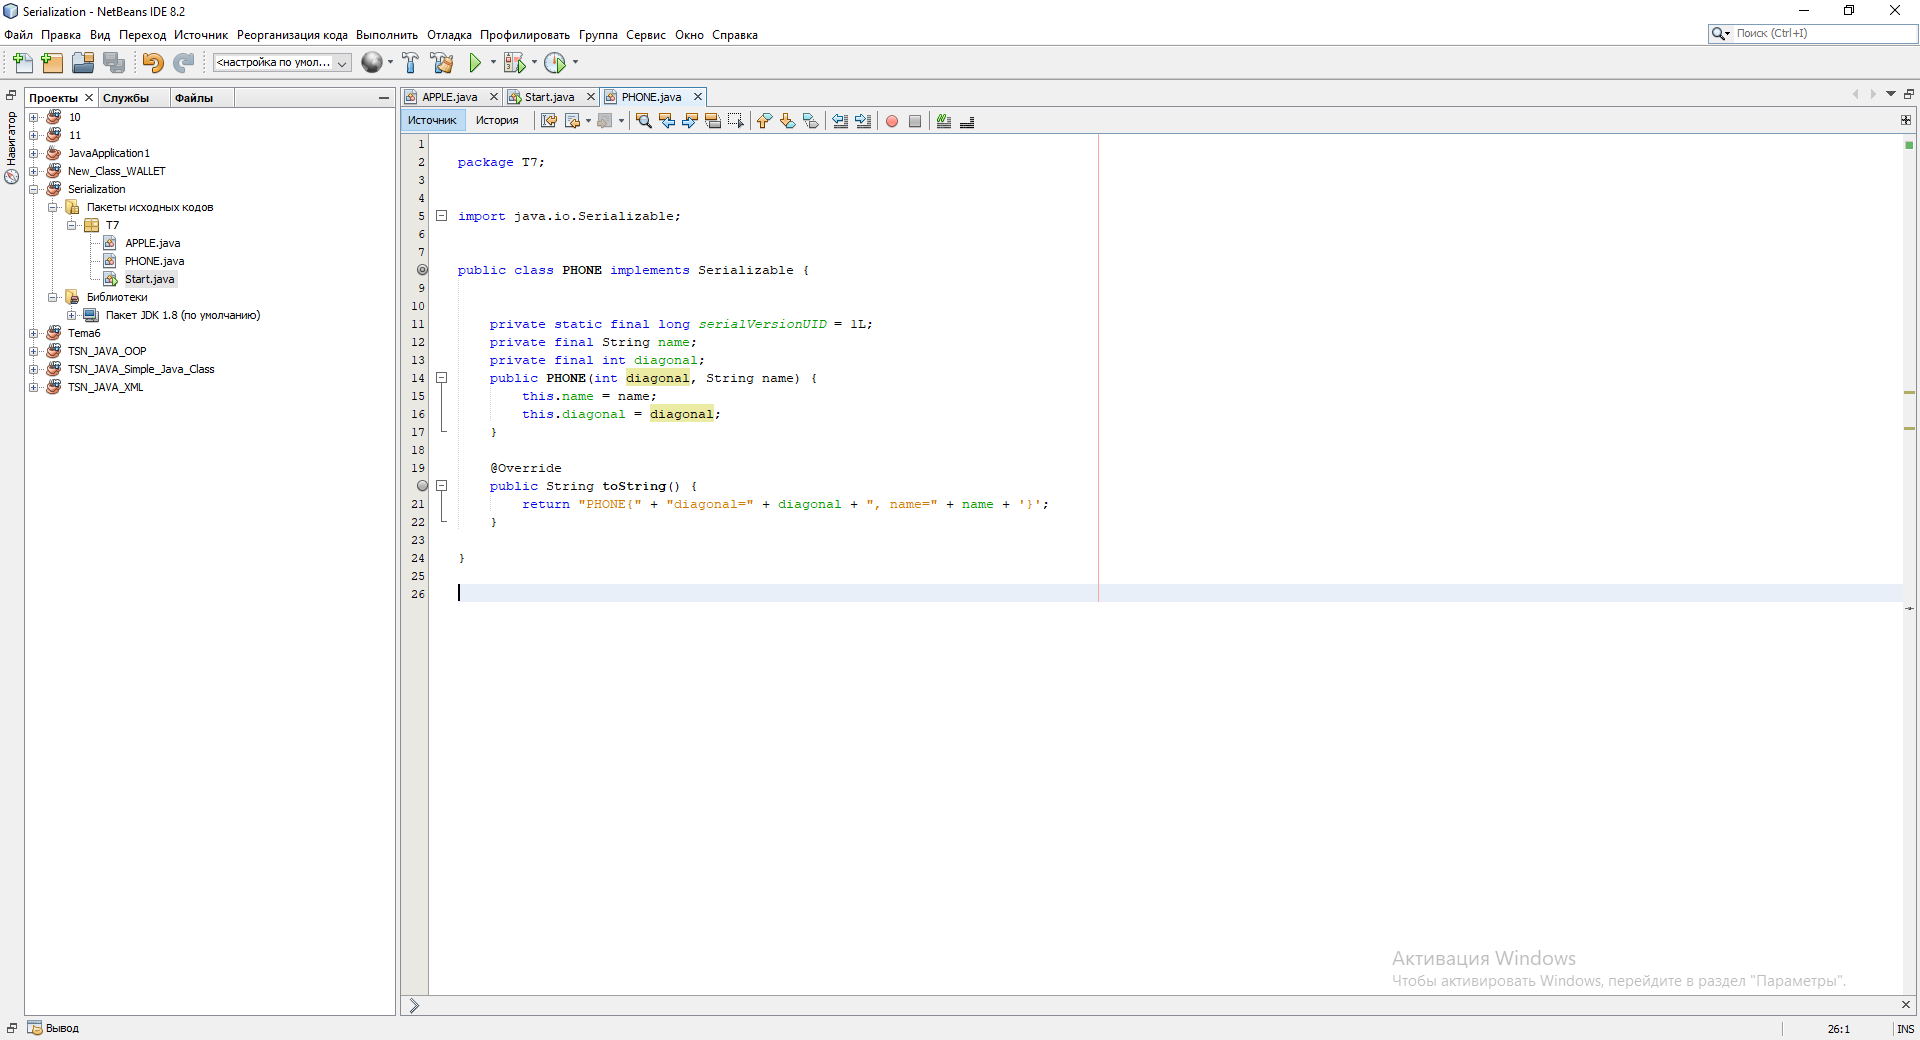 Serialization - NetBeans IDE 8.2
Файл Правка Вид Переход Источник Реорганизация кода Выполнить Отладка Профилировать Группа Сервис Окно Справка
Поиск (Ctrl+I)
<настройка по умол...
Проекты Службы Файлы
Навигатор
10
11
JavaApplication1
New_Class_WALLET
Serialization
Пакеты исходных кодов
T7
APPLE.java
PHONE.java
Start.java
Библиотеки
Пакет JDK 1.8 (по умолчанию)
Tema6
TSN_JAVA_OOP
TSN_JAVA_Simple_Java_Class
TSN_JAVA_XML
APPLE.java Start.java PHONE.java
Источник История
1
2 package T7;
3
4
5 import java.io.Serializable;
6
7
public class PHONE implements Serializable {
9
10
11 private static final long serialVersionUID = 1L;
12 private final String name;
13 private final int diagonal;
14 public PHONE(int diagonal, String name) {
15 this.name = name;
16 this.diagonal = diagonal;
17 }
18
19 @Override
public String toString() {
21 return "PHONE{" + "diagonal=" + diagonal + ", name=" + name + '}';
22 }
23
24 }
25
26
Активация Windows
Чтобы активировать Windows, перейдите в раздел "Параметры".
Вывод
26:1 INS